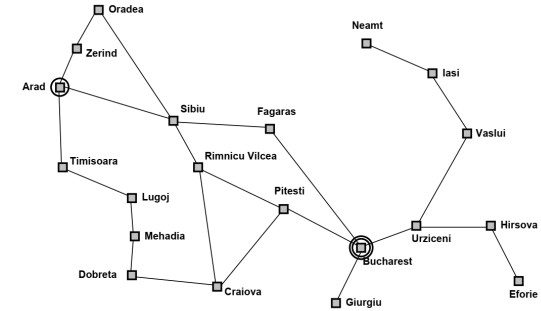 Oradea
Neamt
Zerind
Iasi
Arad
Sibiu
Fagaras
Vaslui
Timisoara
Rimnicu Vilcea
Pitesti
Lugoj
Hirsova
Mehadia
Urziceni
Bucharest
Dobreta
Craiova
Eforie
Giurgiu